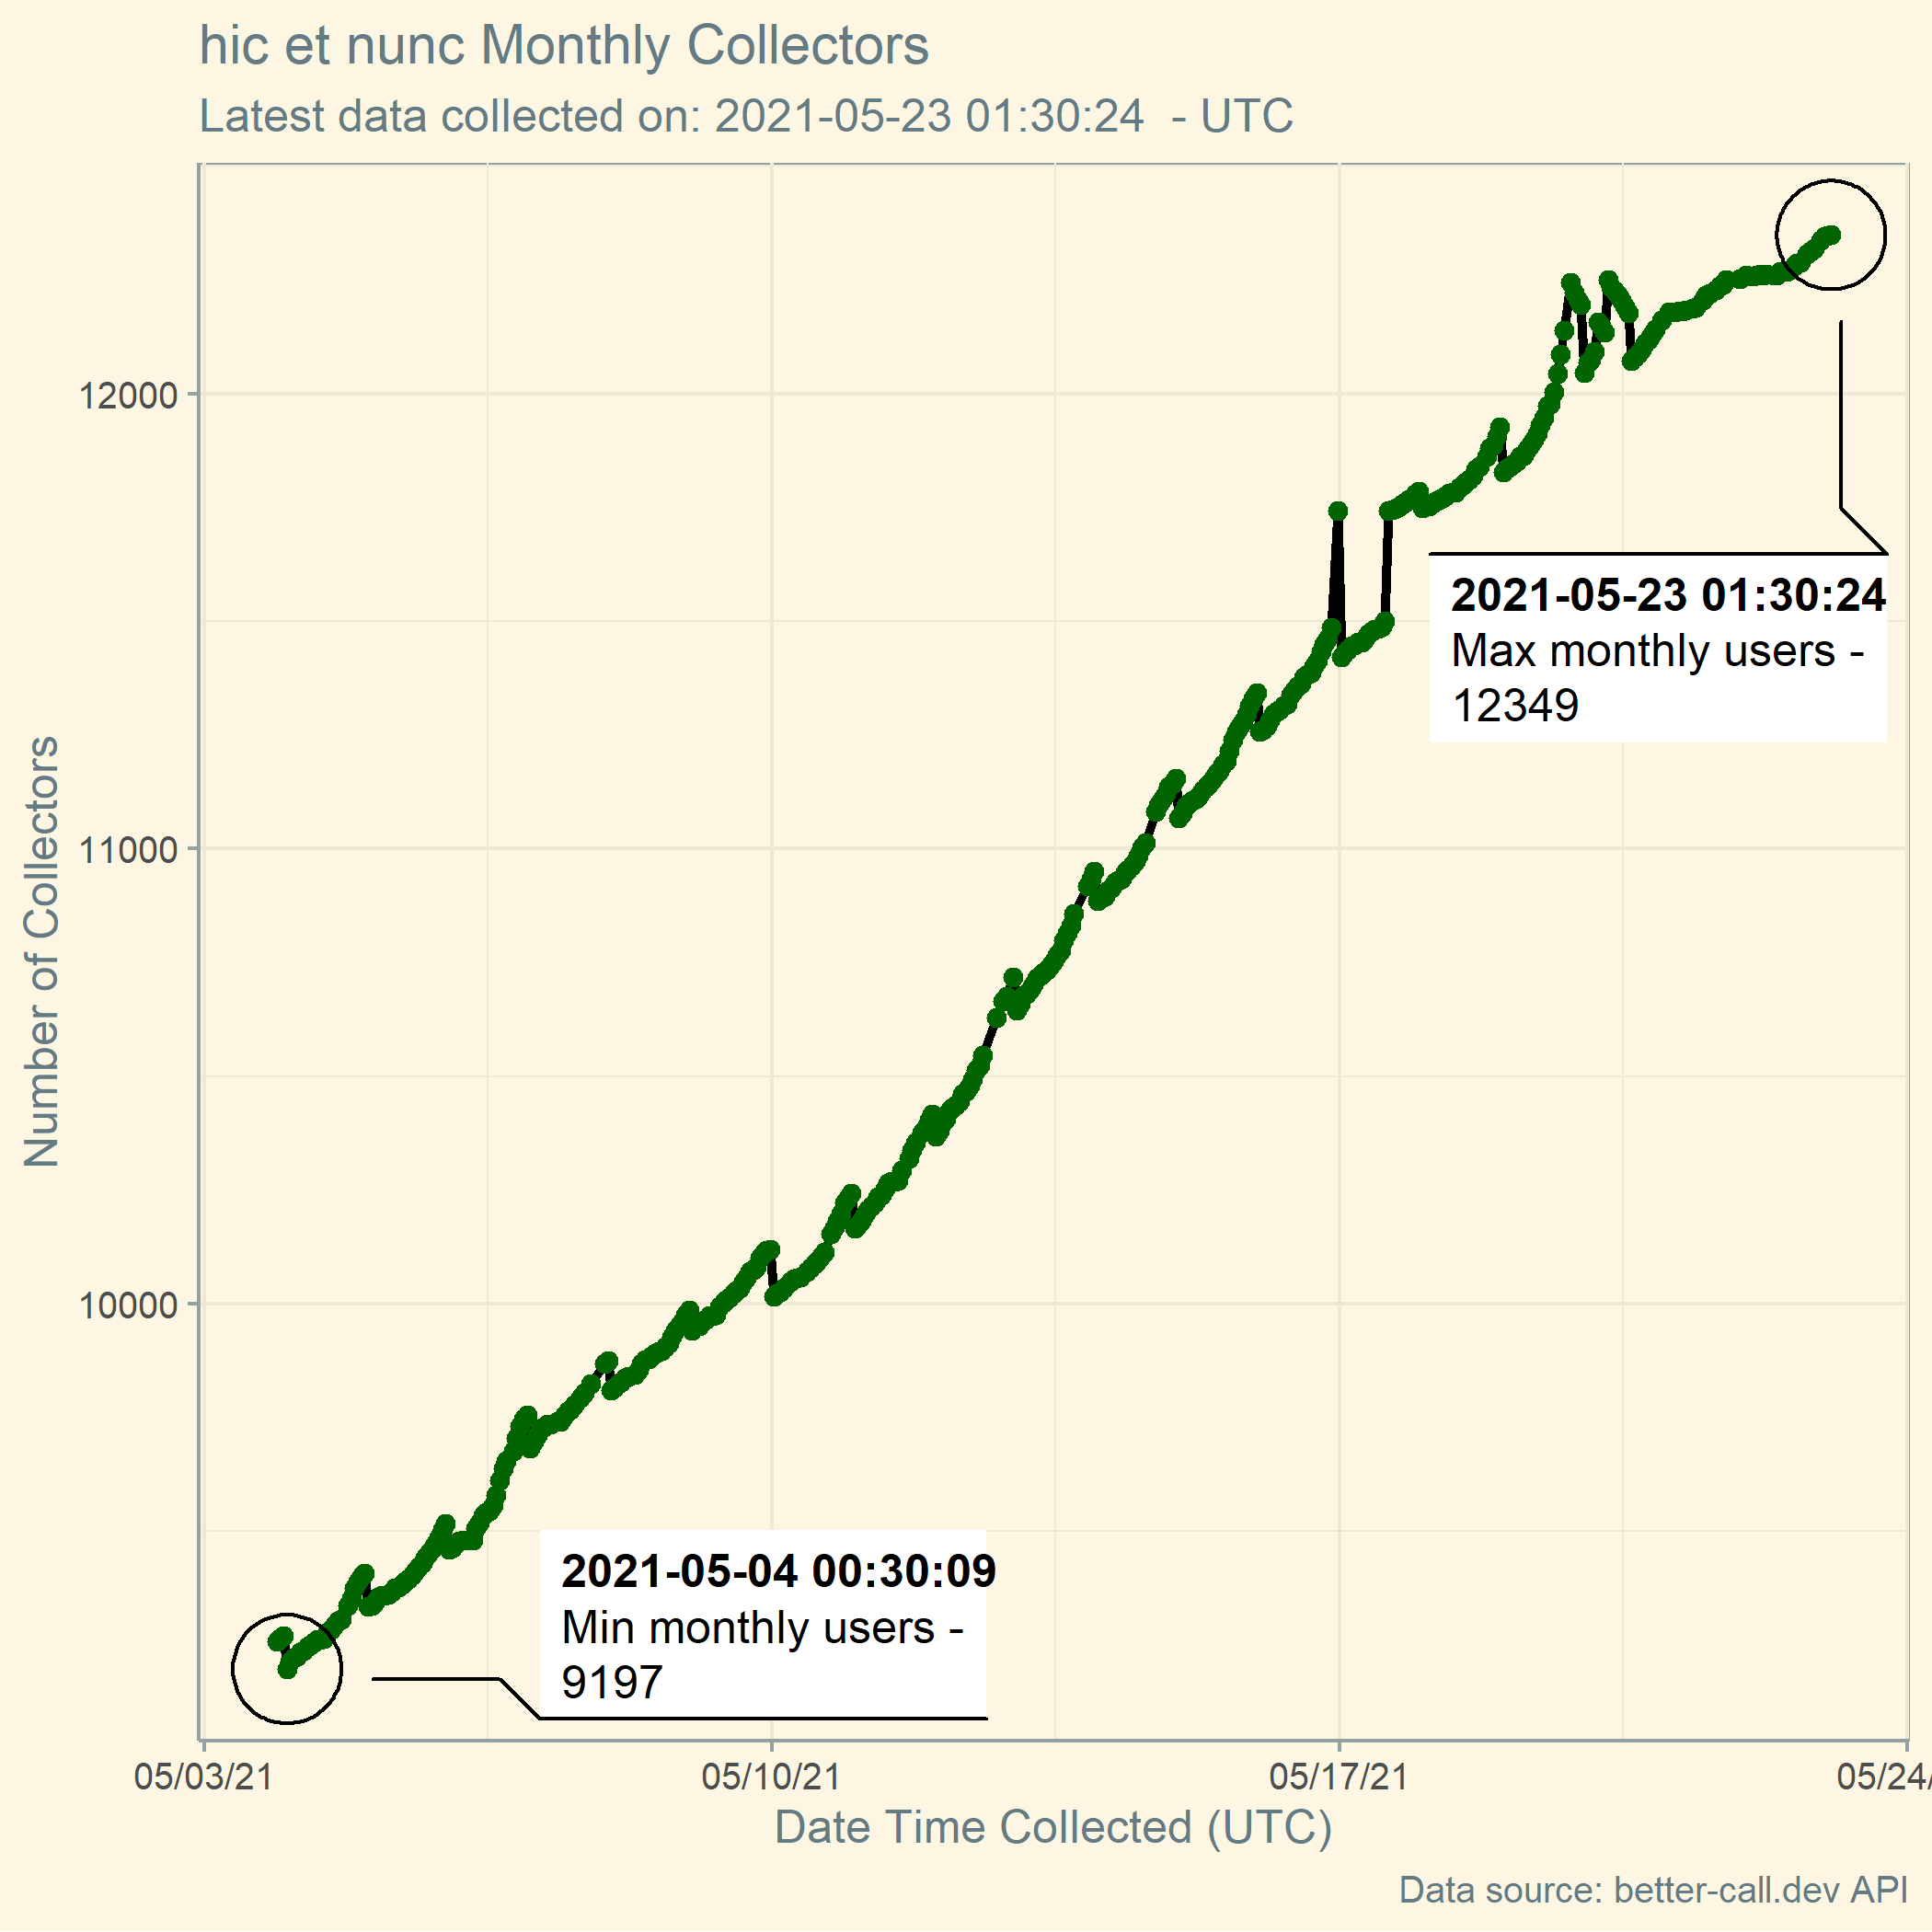 hic et nunc Monthly Collectors
Latest data collected on: 2021-05-23 01:30:24  - UTC
Number of Collectors
12000
11000
10000
2021-05-23 01:30:24
Max monthly users -
12349
2021-05-04 00:30:09
Min monthly users -
9197
05/03/21
05/10/21
05/17/21
05/24/
Date Time Collected (UTC)
Data source: better-call.dev API